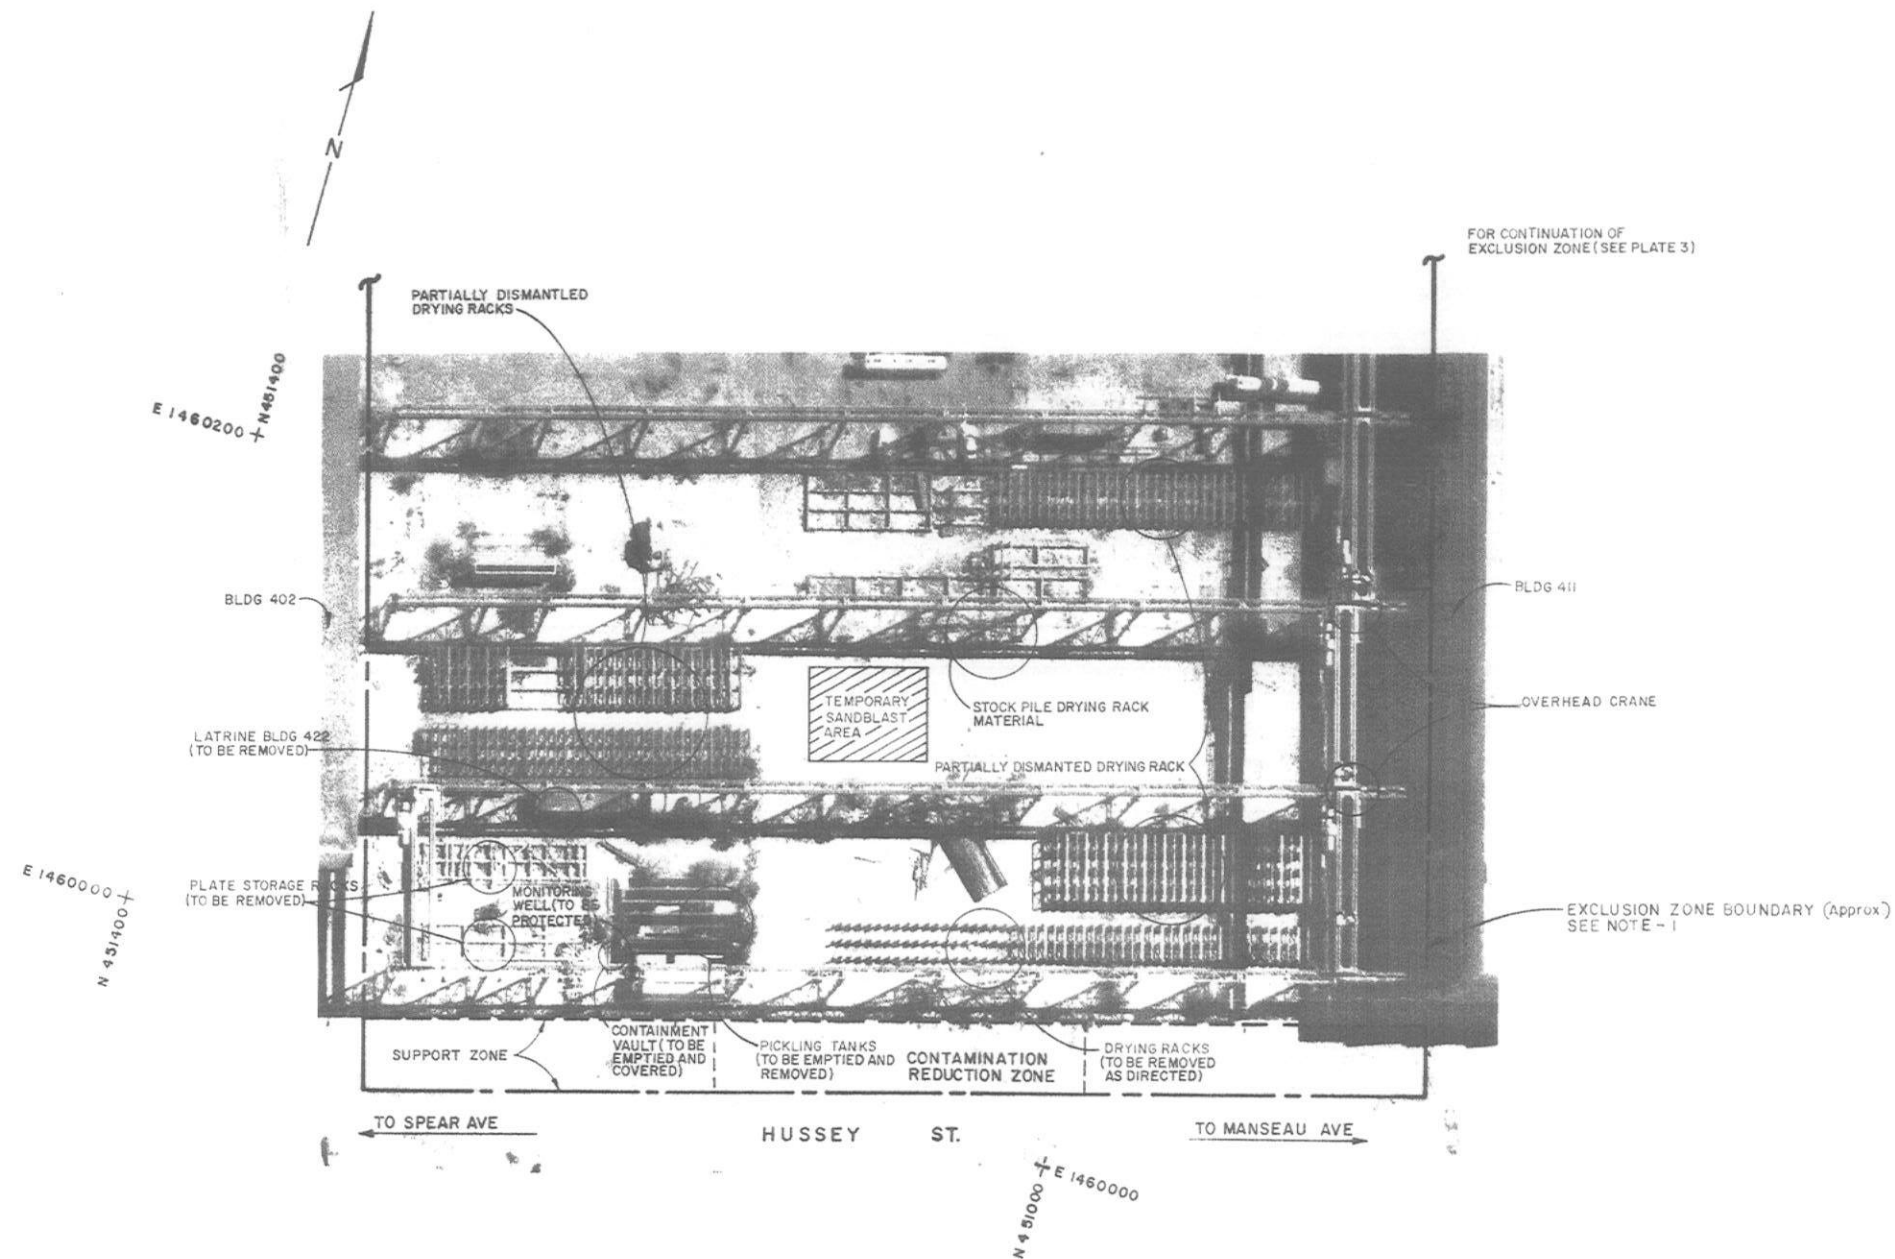 N
FOR CONTINUATION OF
EXCLUSION ZONE (SEE PLATE 3)
PARTIALLY DISMANTLED
DRYING RACKS
E 1460200
N 451400
BLDG 402
BLDG 411
OVERHEAD CRANE
TEMPORARY
SANDBLAST
AREA
STOCK PILE DRYING RACK
MATERIAL
LATRINE BLDG 422
(TO BE REMOVED)
PARTIALLY DISMANTED DRYING RACK
E 1460000
N 451400
PLATE STORAGE RACKS
(TO BE REMOVED)
MONITORING
WELL (TO BE
PROTECTED)
EXCLUSION ZONE BOUNDARY (Approx)
SEE NOTE - 1
SUPPORT ZONE
CONTAINMENT
VAULT (TO BE
EMPTIED AND
COVERED)
PICKLING TANKS
(TO BE EMPTIED AND
REMOVED)
CONTAMINATION
REDUCTION ZONE
DRYING RACKS
(TO BE REMOVED
AS DIRECTED)
TO SPEAR AVE
HUSSEY ST.
TO MANSEAU AVE
E 1460000
N 451000